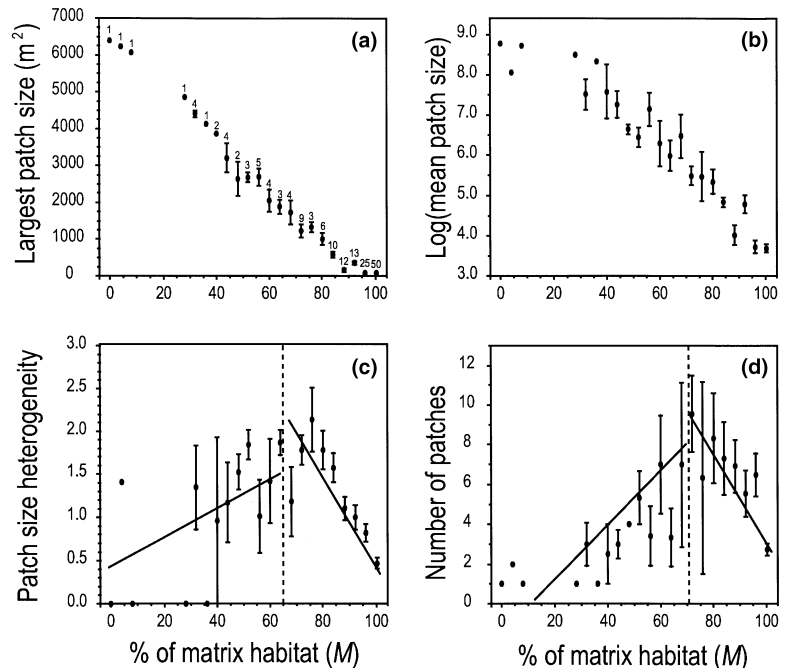 (a)
Largest patch size (m²)
7000
6000
5000
4000
3000
2000
1000
0
1 1 1 1 4 1 2 4 2 3 5 4 3 4 9 3 6 10 12 13 25 50
0 20 40 60 80 100
(b)
Log(mean patch size)
9.0
8.0
7.0
6.0
5.0
4.0
3.0
0 20 40 60 80 100
(c)
Patch size heterogeneity
3.0
2.5
2.0
1.5
1.0
0.5
0.0
0 20 40 60 80 100
% of matrix habitat (M)
(d)
Number of patches
12
10
8
6
4
2
0
0 20 40 60 80 100
% of matrix habitat (M)